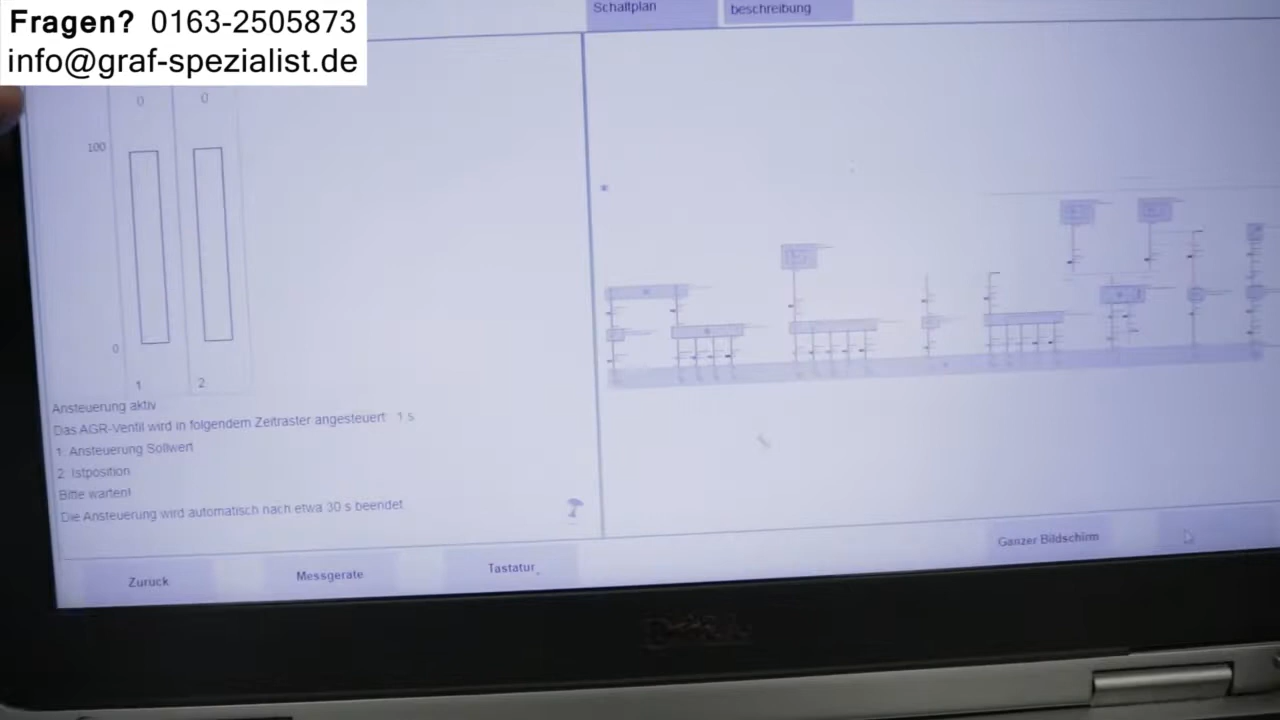 Fragen? 0163-2505873
info@graf-spezialist.de
Schaltplan
beschreibung
0 0
100
0
1 2
Ansteuerung aktiv
Das AGR-Ventil wird in folgendem Zeitraster angesteuert 1 s
1: Ansteuerung Sollwert
2: Istposition
Bitte warten!
Die Ansteuerung wird automatisch nach etwa 30 s beendet
Ganzer Bildschirm
Zurück
Messgeräte
Tastatur